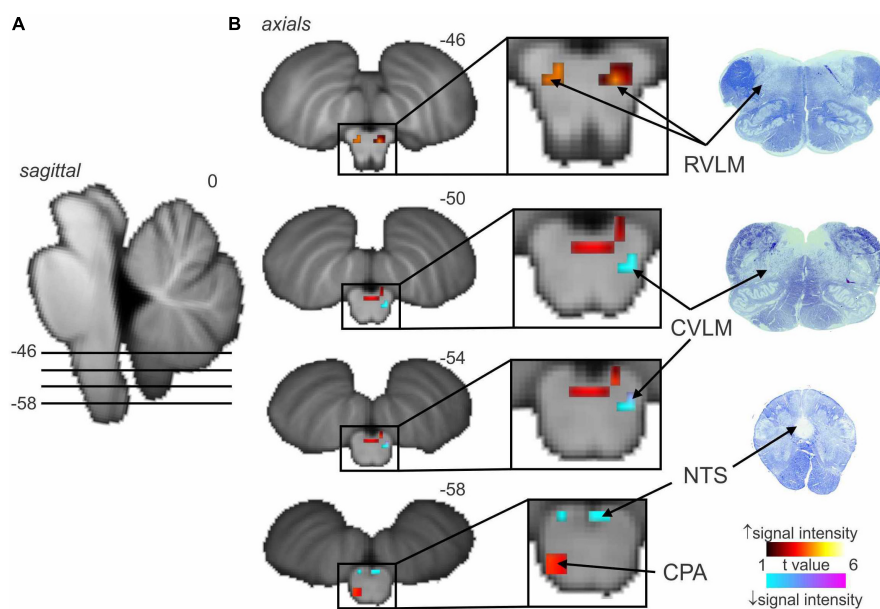 A
B
axials
-46
RVLM
sagittal
0
-50
-46
-58
CVLM
-54
NTS
-58
CPA
↑signal intensity
1 t value 6
↓signal intensity